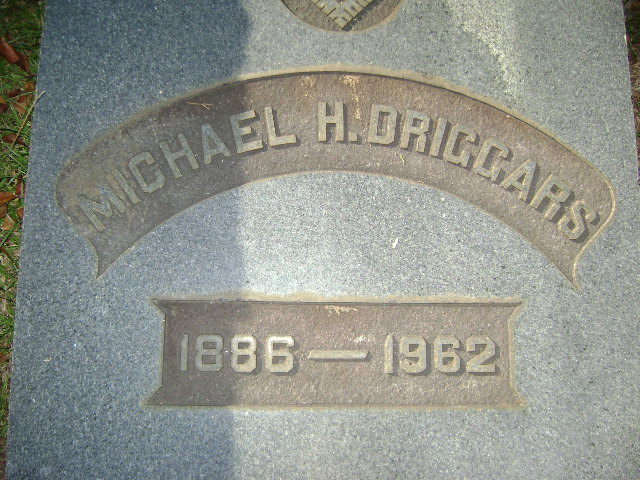 MICHAEL H. DRIGGARS
1886 — 1962